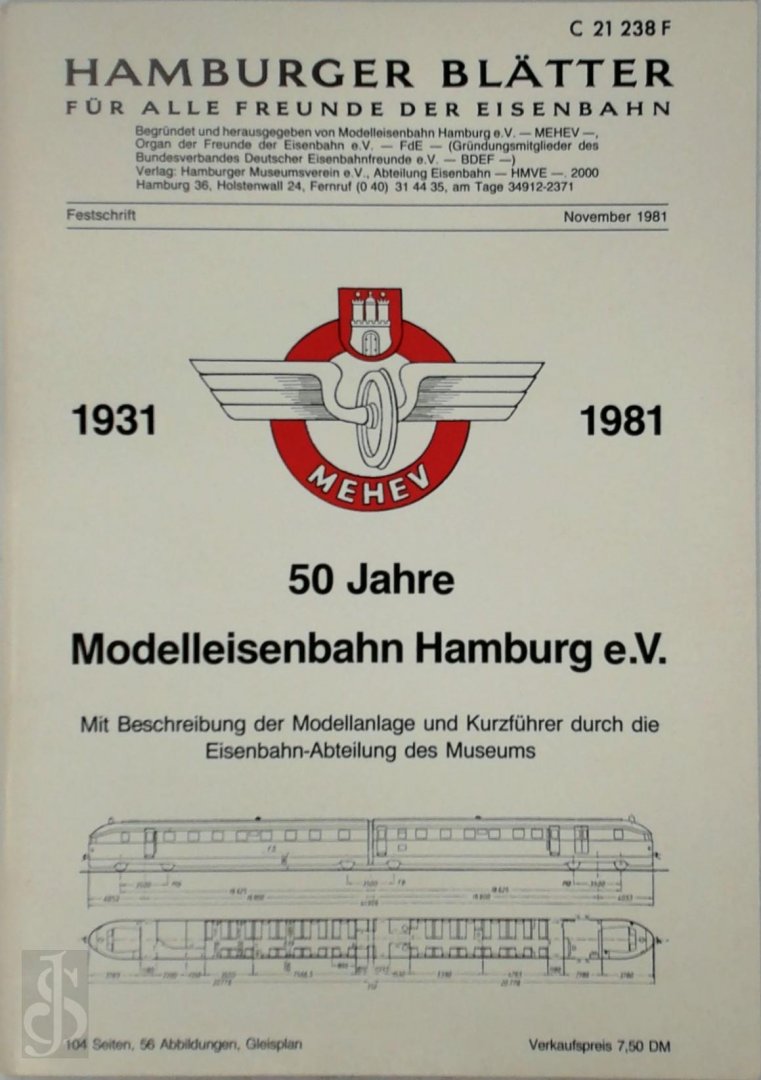 C 21 238 F
HAMBURGER BLÄTTER
FÜR ALLE FREUNDE DER EISENBAHN
Begründet und herausgegeben von Modelleisenbahn Hamburg e.V. — MEHEV —,
Organ der Freunde der Eisenbahn e.V. — FdE — (Gründungsmitglieder des
Bundesverbandes Deutscher Eisenbahnfreunde e.V. — BDEF —)
Verlag: Hamburger Museumsverein e.V., Abteilung Eisenbahn — HMVE —. 2000
Hamburg 36, Holstenwall 24, Fernruf (0 40) 31 44 35, am Tage 34912-2371
Festschrift November 1981
1931 1981
MEHEV
50 Jahre
Modelleisenbahn Hamburg e.V.
Mit Beschreibung der Modellanlage und Kurzführer durch die
Eisenbahn-Abteilung des Museums
104 Seiten, 56 Abbildungen, Gleisplan Verkaufspreis 7,50 DM